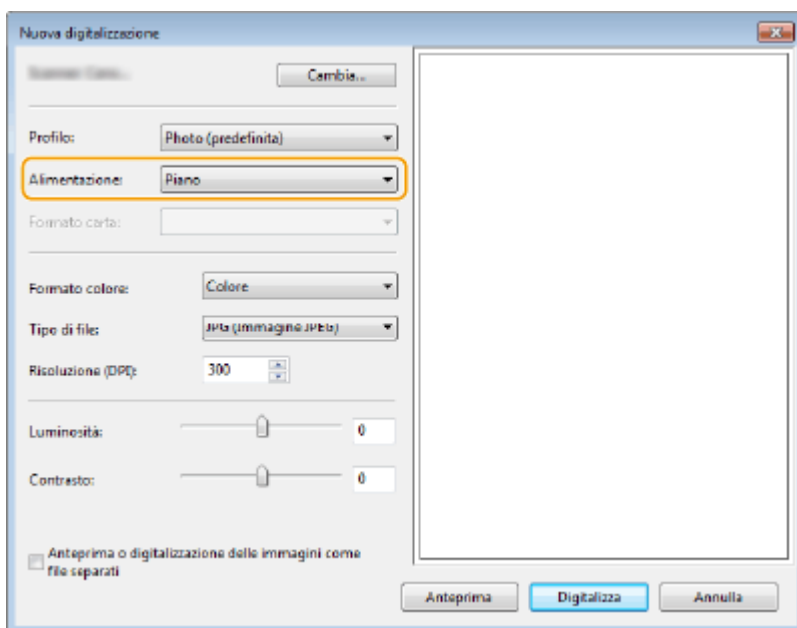 Nuova digitalizzazione
Cambia...
Profilo: Photo (predefinita)
Alimentazione: Piano
Formato carta:
Formato colore: Colore
Tipo di file: JPG (Immagine JPEG)
Risoluzione (DPI): 300
Luminosità: 0
Contrasto: 0
Anteprima o digitalizzazione delle immagini come
file separati
Anteprima Digitalizza Annulla